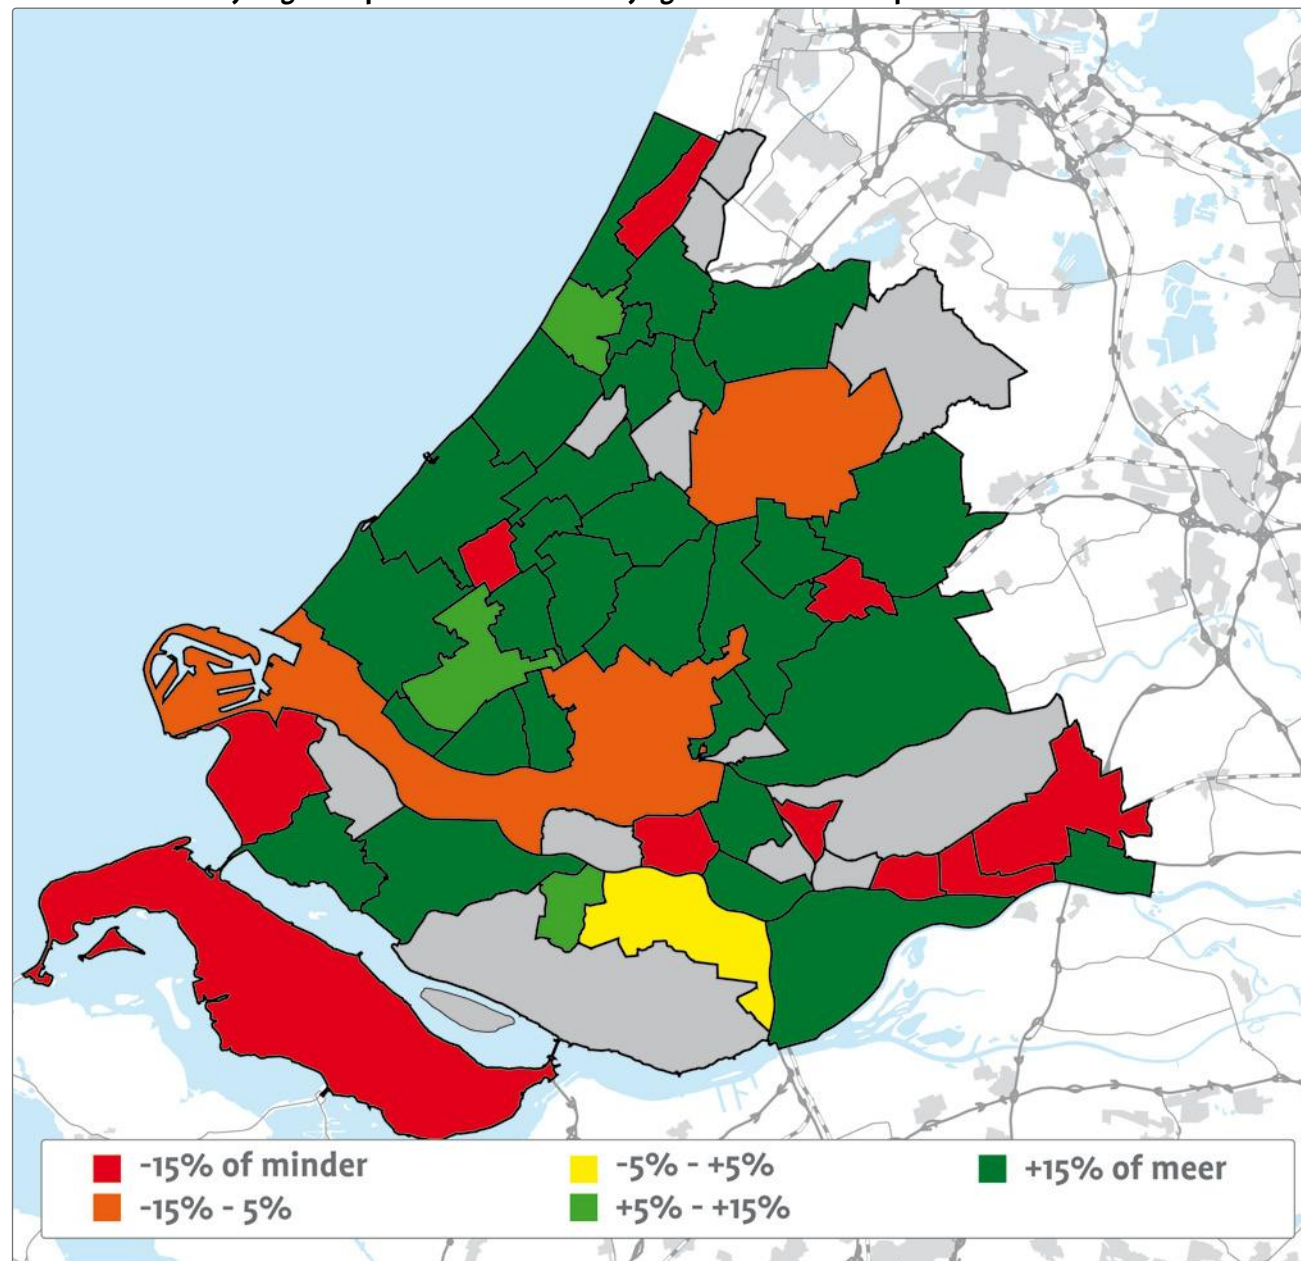 -15% of minder
-15% - 5%
-5% - +5%
+5% - +15%
+15% of meer